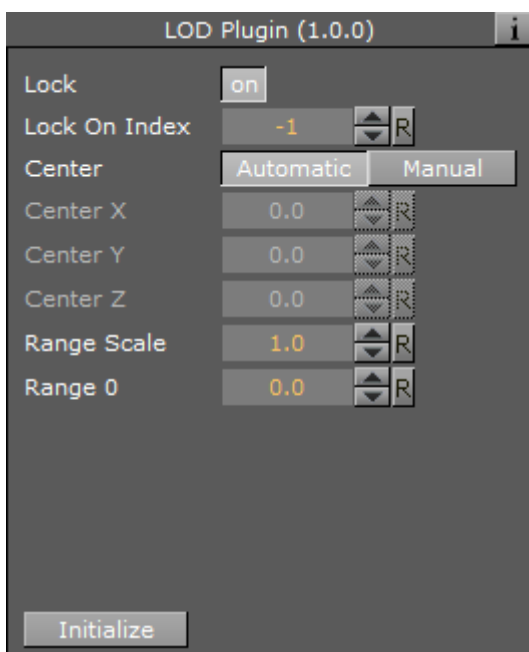 LOD Plugin (1.0.0) i
Lock on
Lock On Index -1 R
Center Automatic Manual
Center X 0.0 R
Center Y 0.0 R
Center Z 0.0 R
Range Scale 1.0 R
Range 0 0.0 R
Initialize